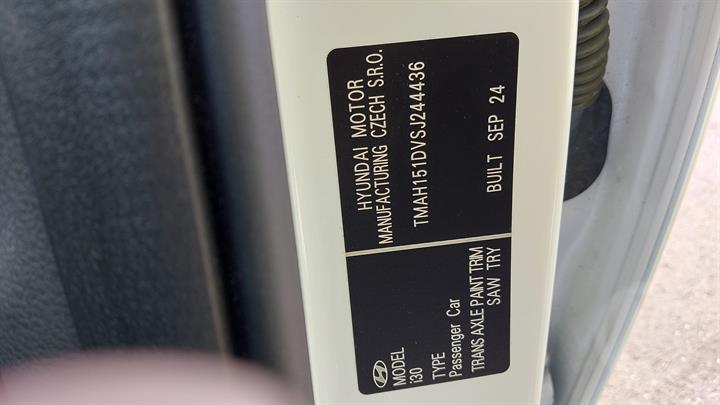 MODEL
i30
TYPE
Passenger Car
TRANS AXLE PAINT TRIM
SAW TRY
HYUNDAI MOTOR
MANUFACTURING CZECH S.R.O.
TMAH151DVSJ244436
BUILT SEP 24